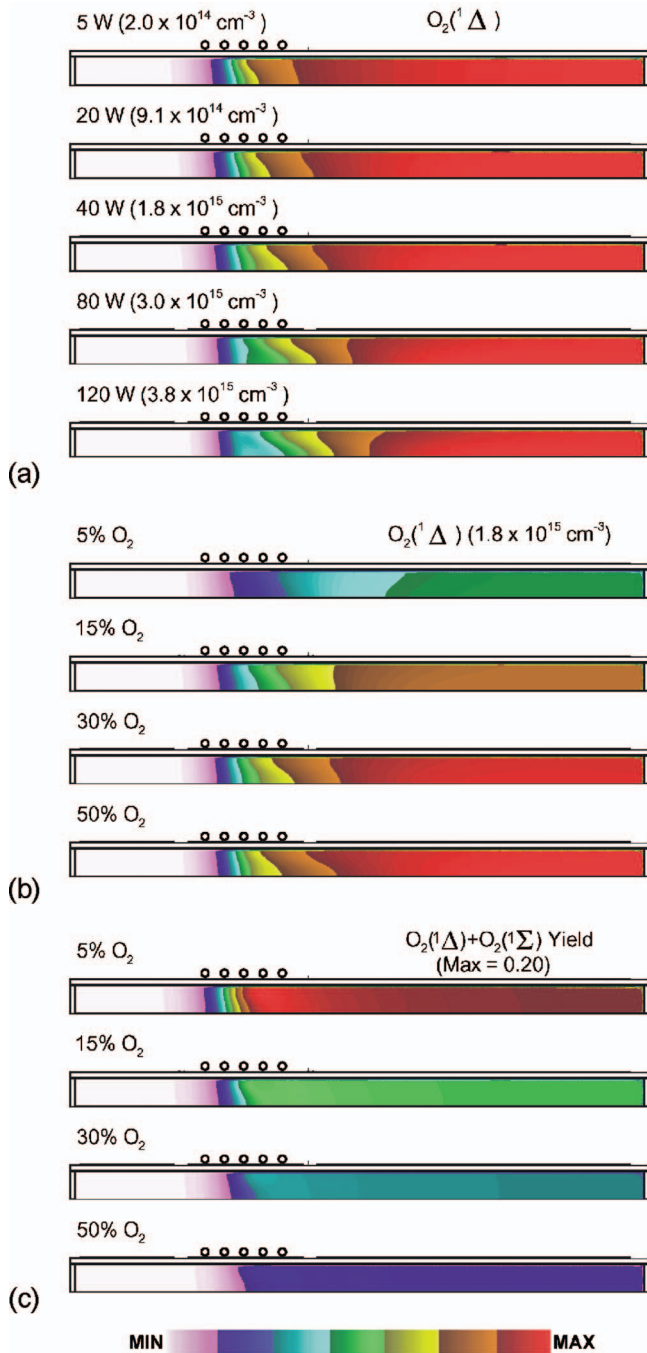 5 W (2.0 x 10¹⁴ cm⁻³ ) O₂(¹ Δ )
20 W (9.1 x 10¹⁴ cm⁻³ )
40 W (1.8 x 10¹⁵ cm⁻³ )
80 W (3.0 x 10¹⁵ cm⁻³ )
120 W (3.8 x 10¹⁵ cm⁻³ )
(a)
5% O₂ O₂(¹ Δ ) (1.8 x 10¹⁵ cm⁻³)
15% O₂
30% O₂
50% O₂
(b)
5% O₂ O₂(¹Δ)+O₂(¹Σ) Yield
(Max = 0.20)
15% O₂
30% O₂
50% O₂
(c)
MIN MAX